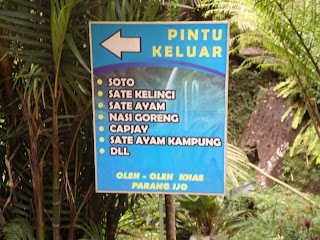 PINTU
KELUAR
SOTO
SATE KELINCI
SATE AYAM
NASI GORENG
CAPJAY
SATE AYAM KAMPUNG
DLL
OLEH - OLEH KHAS
PARANG IJO